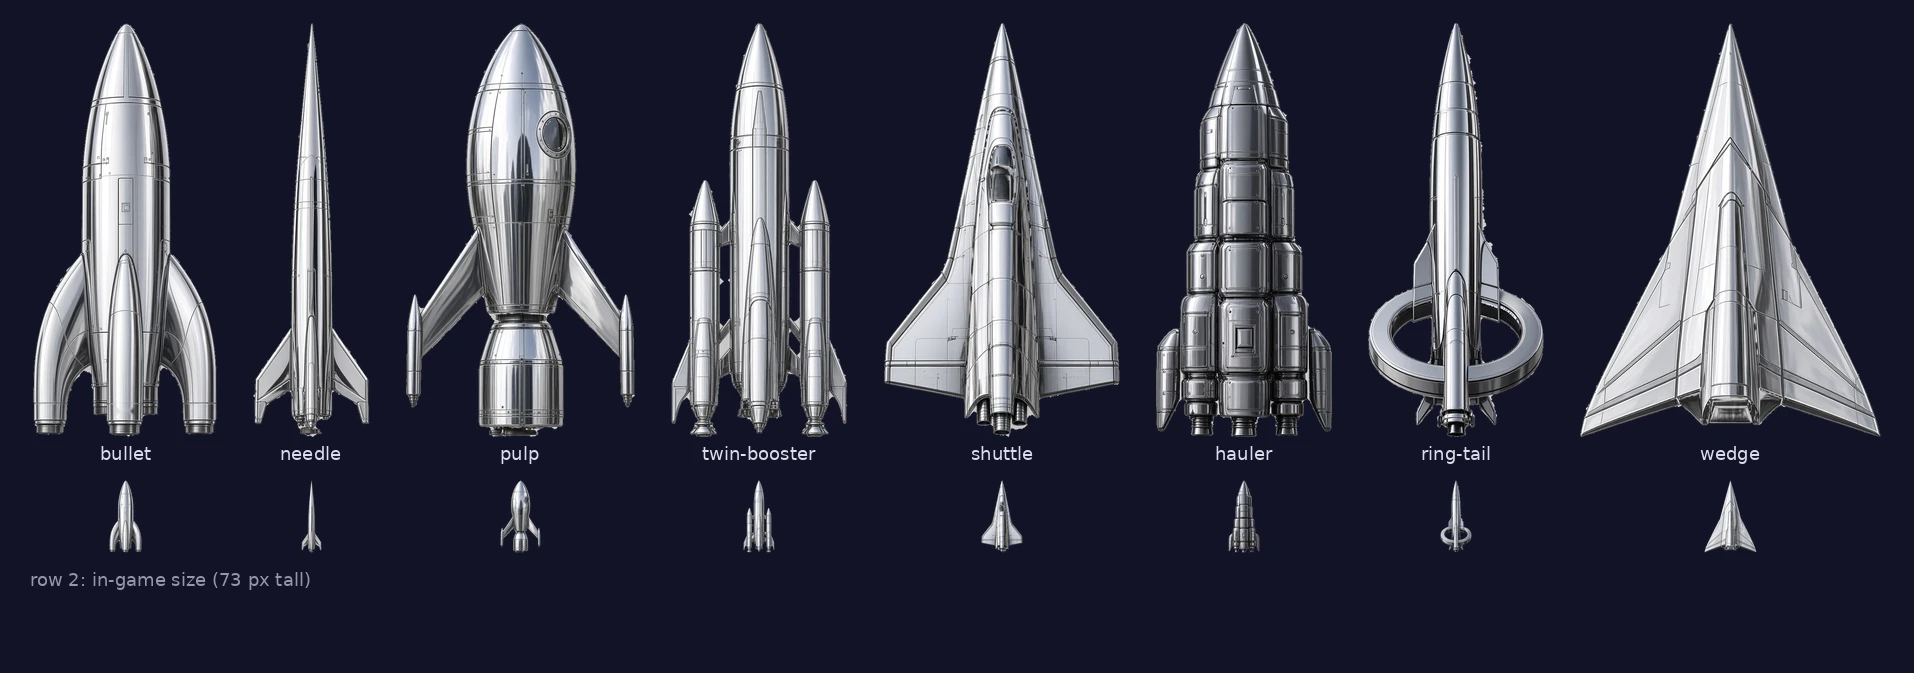 bullet needle pulp twin-booster shuttle hauler ring-tail wedge
row 2: in-game size (73 px tall)